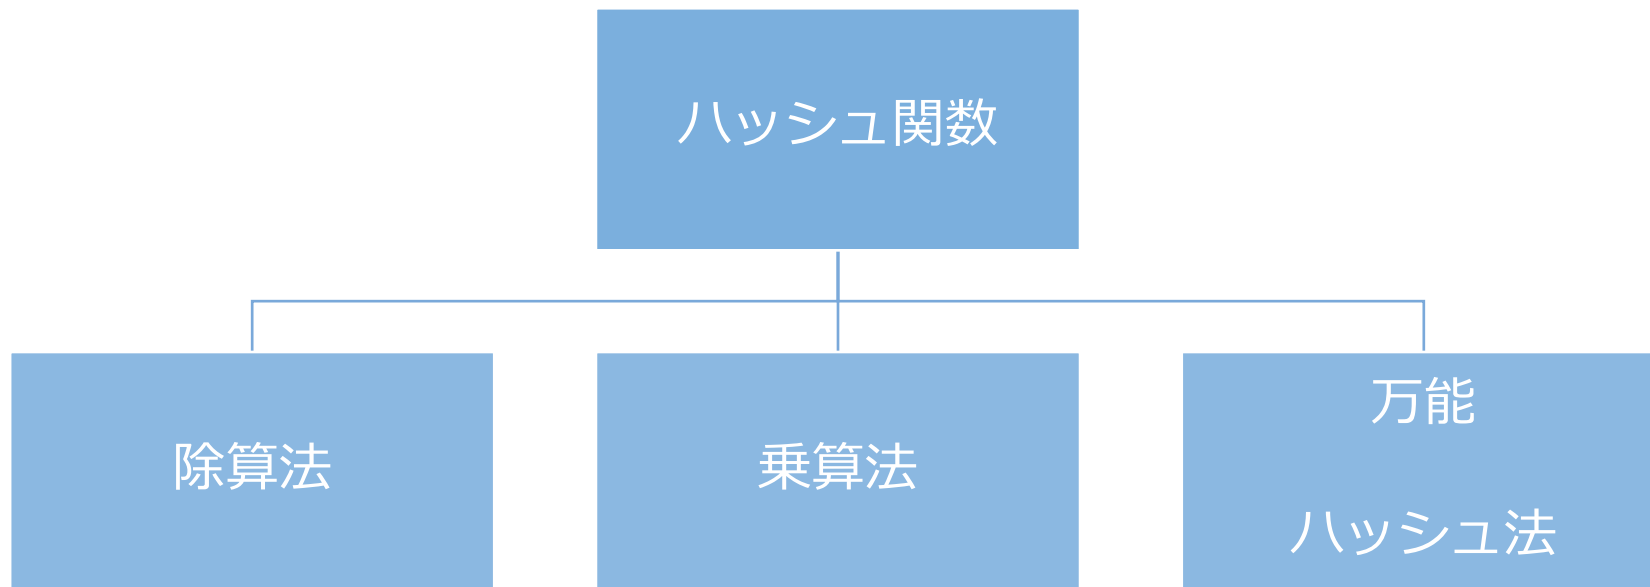 ハッシュ関数
除算法
乗算法
万能
ハッシュ法